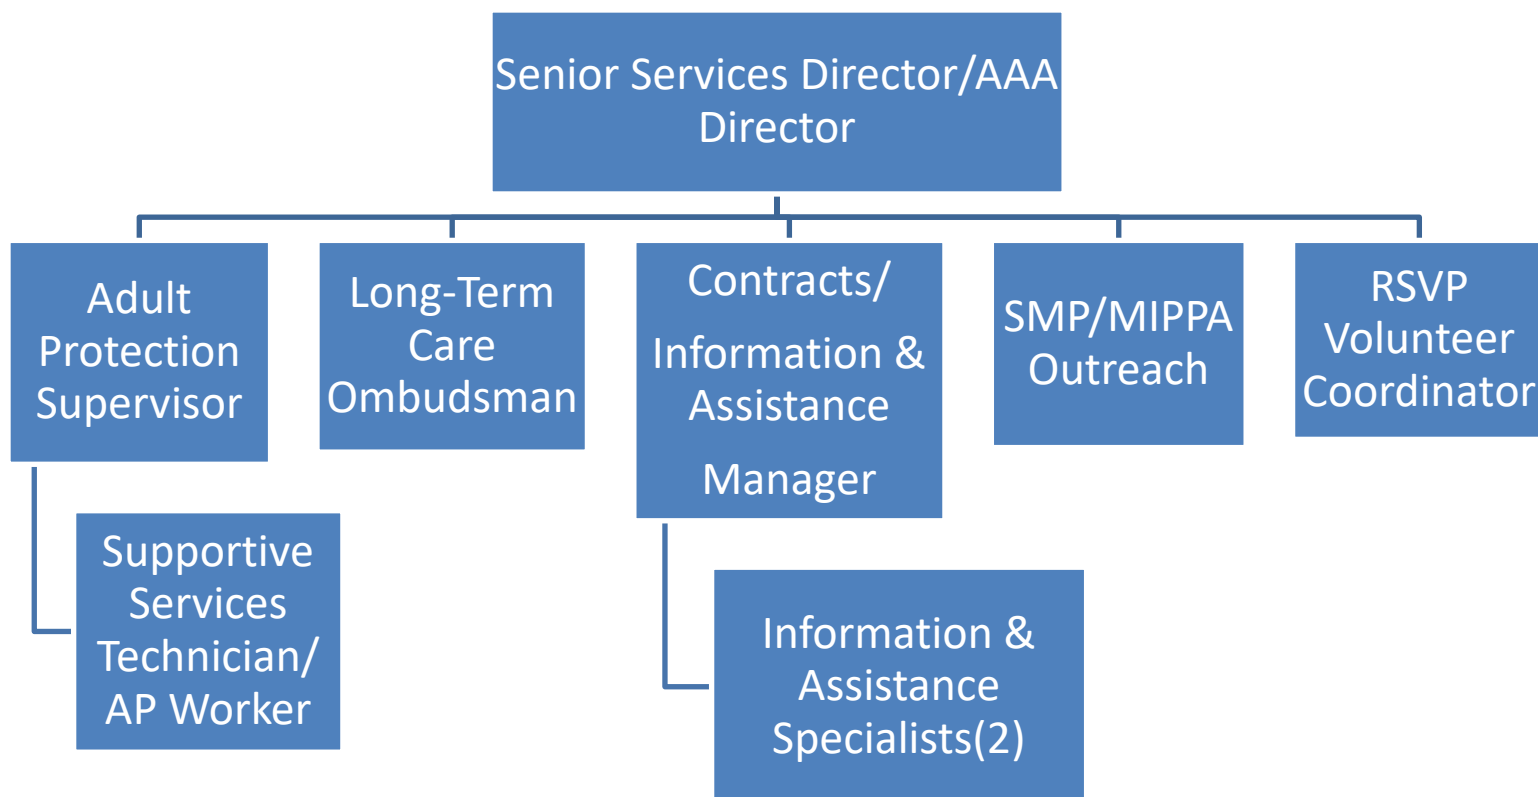 Senior Services Director/AAA
Director
Adult
Protection
Supervisor
Long-Term
Care
Ombudsman
Contracts/
Information &
Assistance
Manager
SMP/MIPPA
Outreach
RSVP
Volunteer
Coordinator
Supportive
Services
Technician/
AP Worker
Information &
Assistance
Specialists(2)